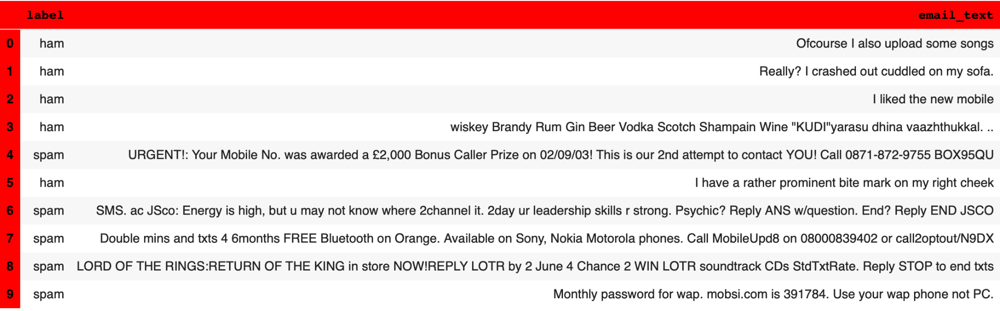 label email_text
0 ham Ofcourse I also upload some songs
1 ham Really? I crashed out cuddled on my sofa.
2 ham I liked the new mobile
3 ham wiskey Brandy Rum Gin Beer Vodka Scotch Shampain Wine "KUDI"yarasu dhina vaazhthukkal. ..
4 spam URGENT!: Your Mobile No. was awarded a £2,000 Bonus Caller Prize on 02/09/03! This is our 2nd attempt to contact YOU! Call 0871-872-9755 BOX95QU
5 ham I have a rather prominent bite mark on my right cheek
6 spam SMS. ac JSco: Energy is high, but u may not know where 2channel it. 2day ur leadership skills r strong. Psychic? Reply ANS w/question. End? Reply END JSCO
7 spam Double mins and txts 4 6months FREE Bluetooth on Orange. Available on Sony, Nokia Motorola phones. Call MobileUpd8 on 08000839402 or call2optout/N9DX
8 spam LORD OF THE RINGS:RETURN OF THE KING in store NOW!REPLY LOTR by 2 June 4 Chance 2 WIN LOTR soundtrack CDs StdTxtRate. Reply STOP to end txts
9 spam Monthly password for wap. mobsi.com is 391784. Use your wap phone not PC.